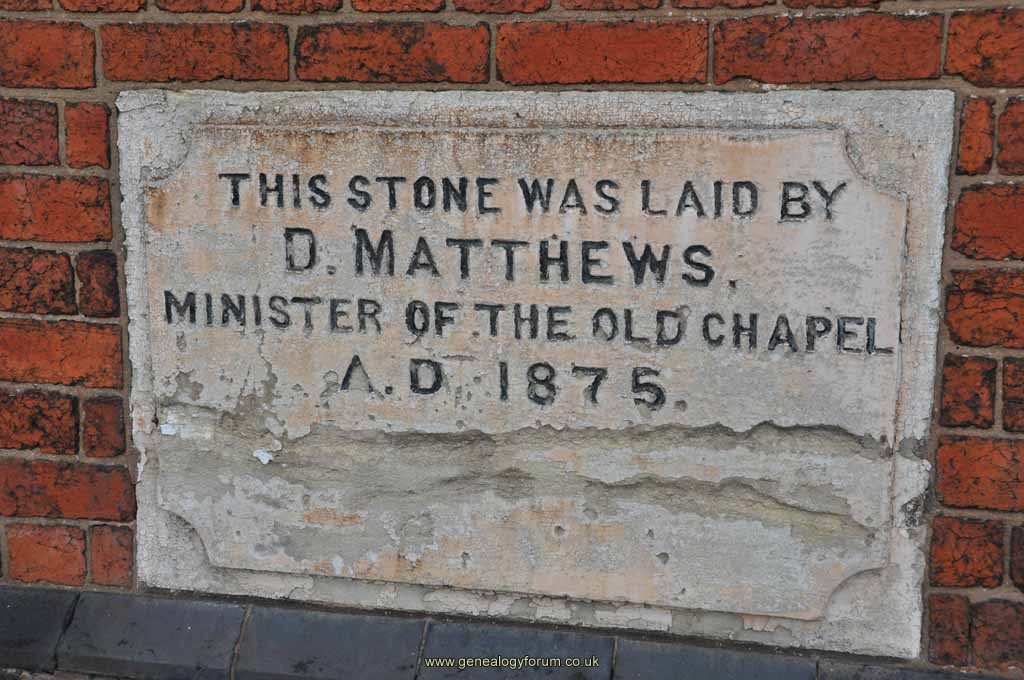 THIS STONE WAS LAID BY
D. MATTHEWS.
MINISTER OF THE OLD CHAPEL
A.D. 1875.
www.genealogyforum.co.uk